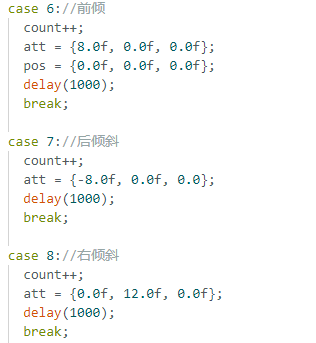 case 6://前倾
count++;
att = {8.0f, 0.0f, 0.0f};
pos = {0.0f, 0.0f, 0.0f};
delay(1000);
break;
case 7://后倾斜
count++;
att = {-8.0f, 0.0f, 0.0};
delay(1000);
break;
case 8://右倾斜
count++;
att = {0.0f, 12.0f, 0.0f};
delay(1000);
break;